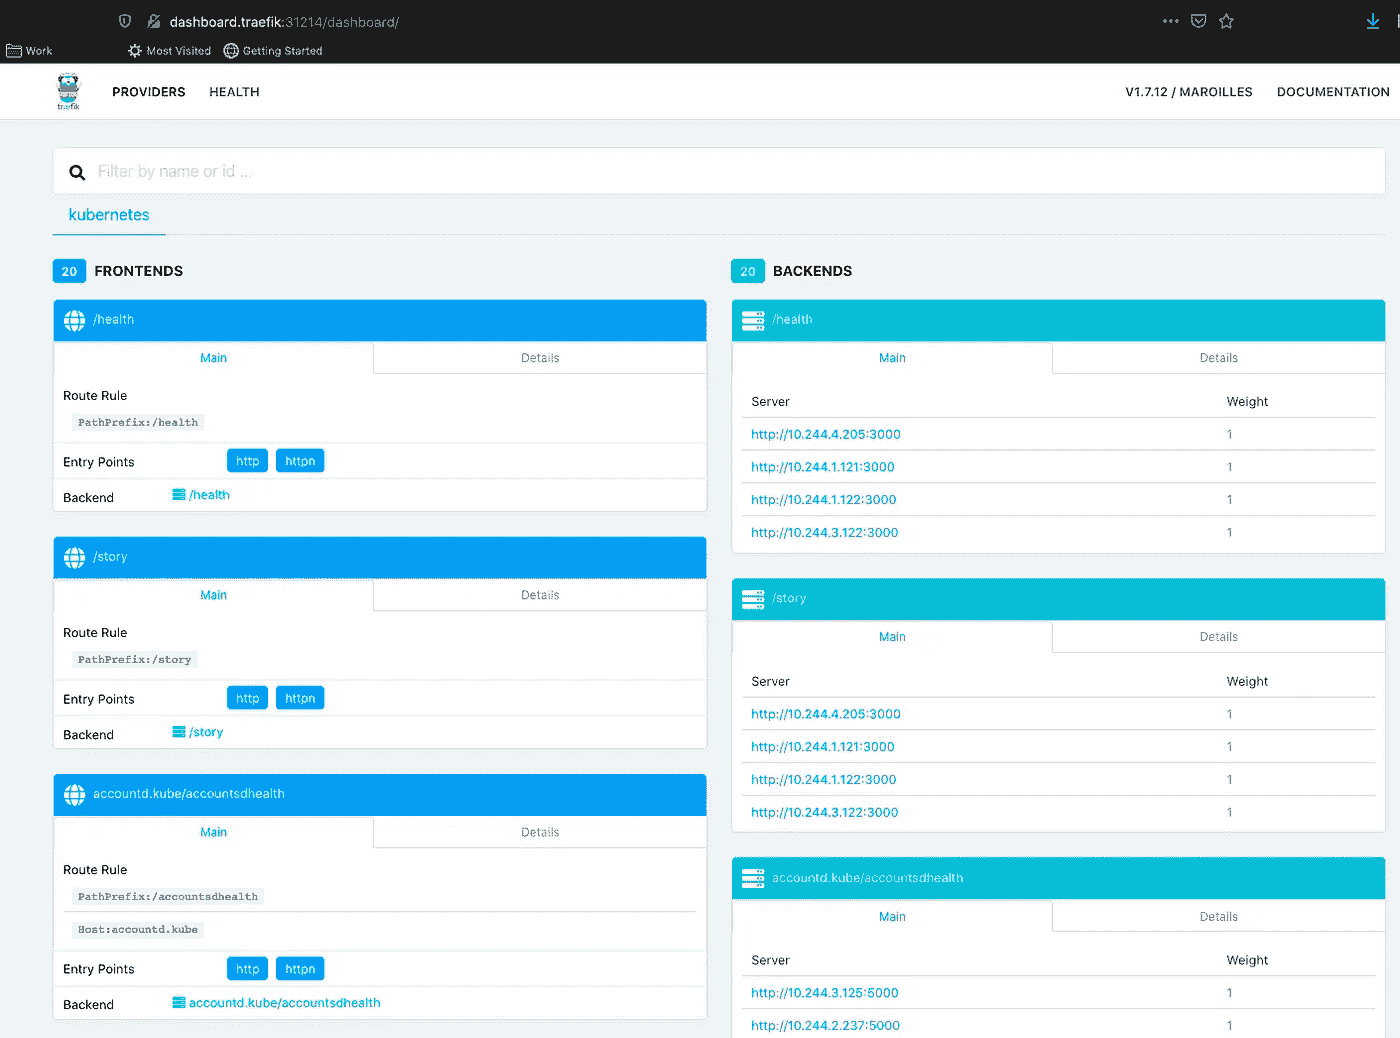 dashboard.traefik:31214/dashboard/
Work
Most Visited
Getting Started
træfik
PROVIDERS
HEALTH
V1.7.12 / MAROILLES
DOCUMENTATION
Filter by name or id ...
kubernetes
20 FRONTENDS
/health
Main
Details
Route Rule
PathPrefix:/health
Entry Points
http
httpn
Backend
/health
/story
Main
Details
Route Rule
PathPrefix:/story
Entry Points
http
httpn
Backend
/story
accountd.kube/accountsdhealth
Main
Details
Route Rule
PathPrefix:/accountsdhealth
Host:accountd.kube
Entry Points
http
httpn
Backend
accountd.kube/accountsdhealth
20 BACKENDS
/health
Main
Details
Server
Weight
http://10.244.4.205:3000
1
http://10.244.1.121:3000
1
http://10.244.1.122:3000
1
http://10.244.3.122:3000
1
/story
Main
Details
Server
Weight
http://10.244.4.205:3000
1
http://10.244.1.121:3000
1
http://10.244.1.122:3000
1
http://10.244.3.122:3000
1
accountd.kube/accountsdhealth
Main
Details
Server
Weight
http://10.244.3.125:5000
1
http://10.244.2.237:5000
1